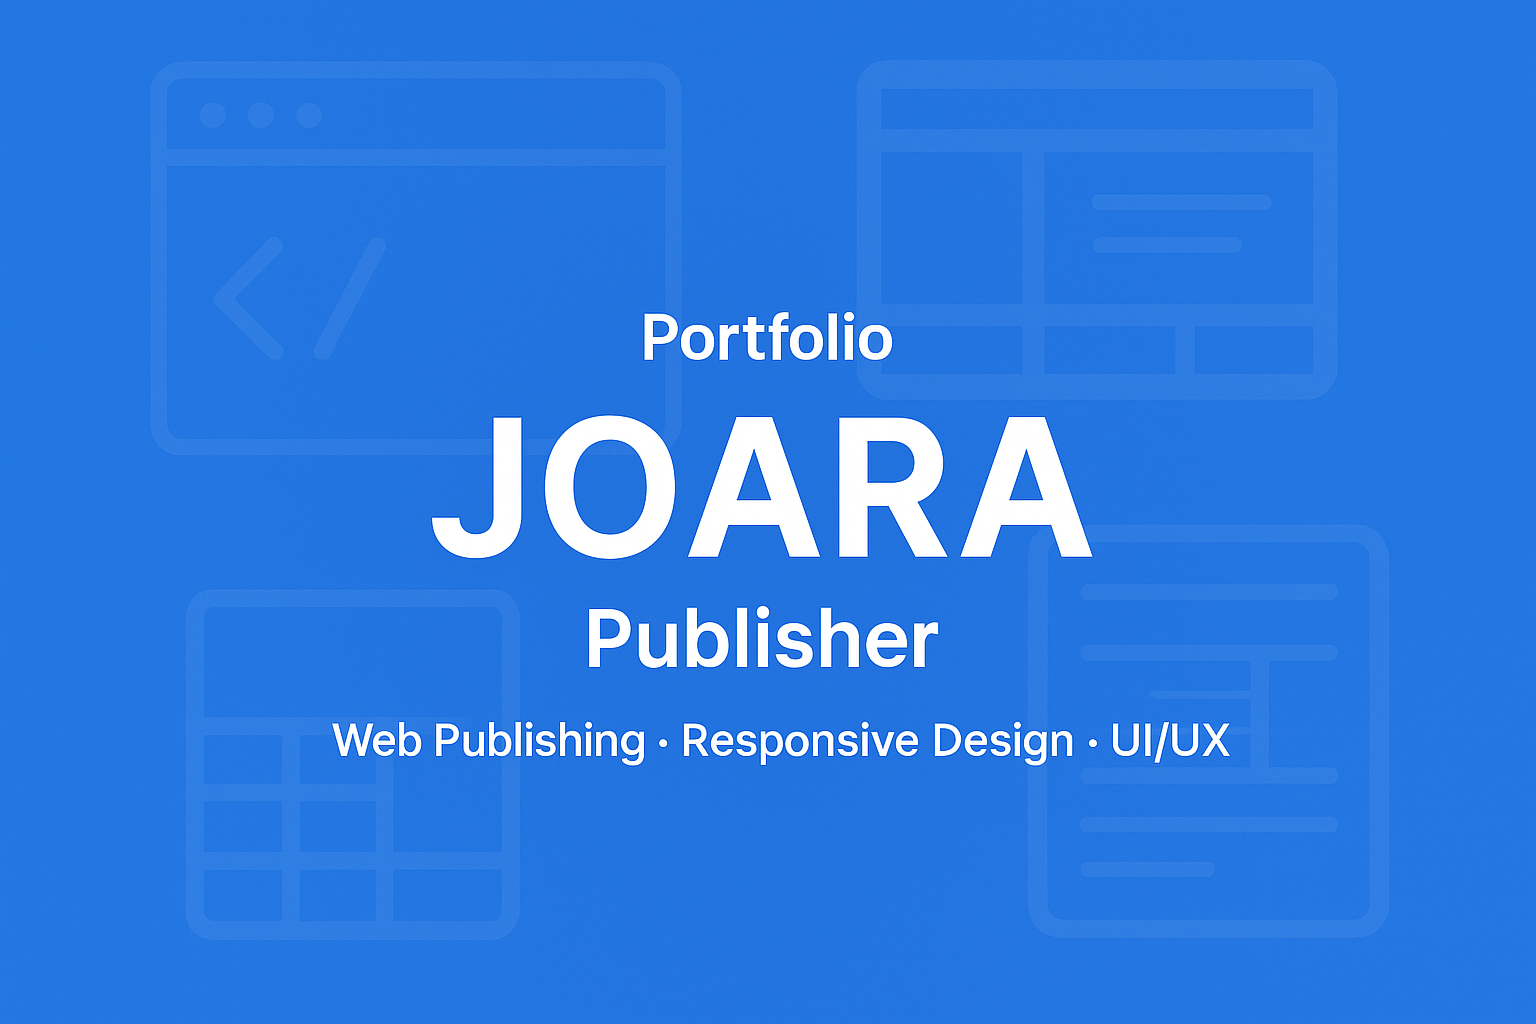 Portfolio
JOARA
Publisher
Web Publishing · Responsive Design · UI/UX